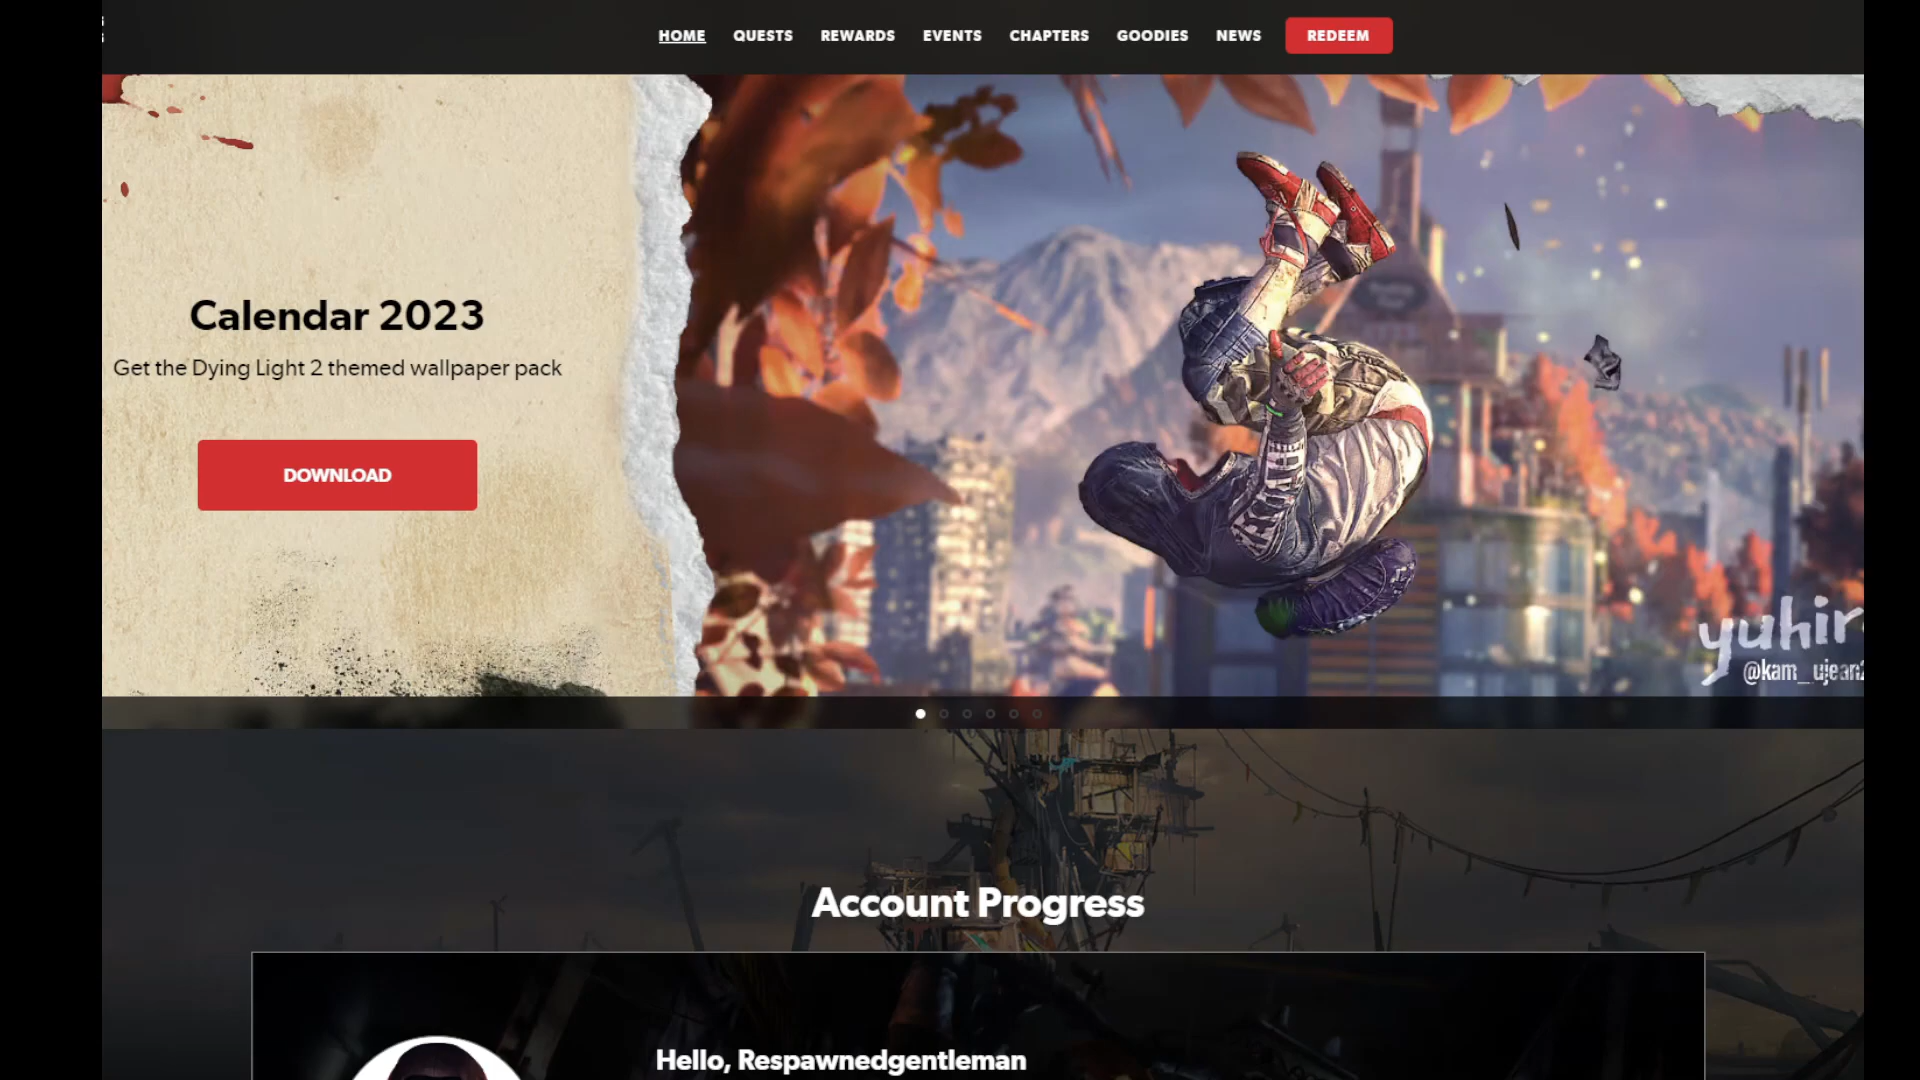 HOME QUESTS REWARDS EVENTS CHAPTERS GOODIES NEWS REDEEM
Calendar 2023
Get the Dying Light 2 themed wallpaper pack
DOWNLOAD
Account Progress
Hello, Respawnedgentleman